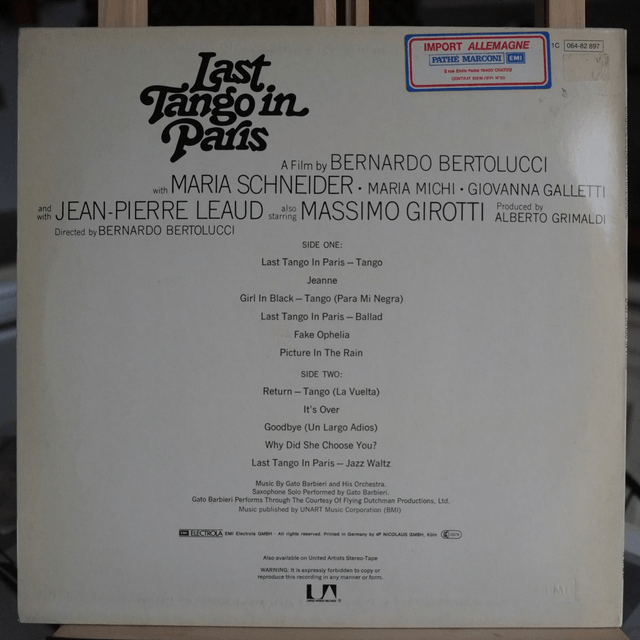 IMPORT ALLEMAGNE
PATHÉ MARCONI EMI
1C 064-82 897
Last
Tango in
Paris
A Film by BERNARDO BERTOLUCCI
with MARIA SCHNEIDER • MARIA MICHI • GIOVANNA GALLETTI
and with JEAN-PIERRE LEAUD also starring MASSIMO GIROTTI Produced by ALBERTO GRIMALDI
Directed by BERNARDO BERTOLUCCI
SIDE ONE:
Last Tango In Paris – Tango
Jeanne
Girl In Black – Tango (Para Mi Negra)
Last Tango In Paris – Ballad
Fake Ophelia
Picture In The Rain
SIDE TWO:
Return – Tango (La Vuelta)
It's Over
Goodbye (Un Largo Adios)
Why Did She Choose You?
Last Tango In Paris – Jazz Waltz
Music By Gato Barbieri and His Orchestra.
Saxophone Solo Performed by Gato Barbieri.
Gato Barbieri Performs Through The Courtesy Of Flying Dutchman Productions, Ltd.
Music published by UNART Music Corporation (BMI)
ELECTROLA EMI Electrola GMBH · All rights reserved. Printed in Germany by 4P NICOLAUS GMBH, Köln
Also available on United Artists Stereo-Tape
WARNING: It is expressly forbidden to copy or
reproduce this recording in any manner or form.
UA